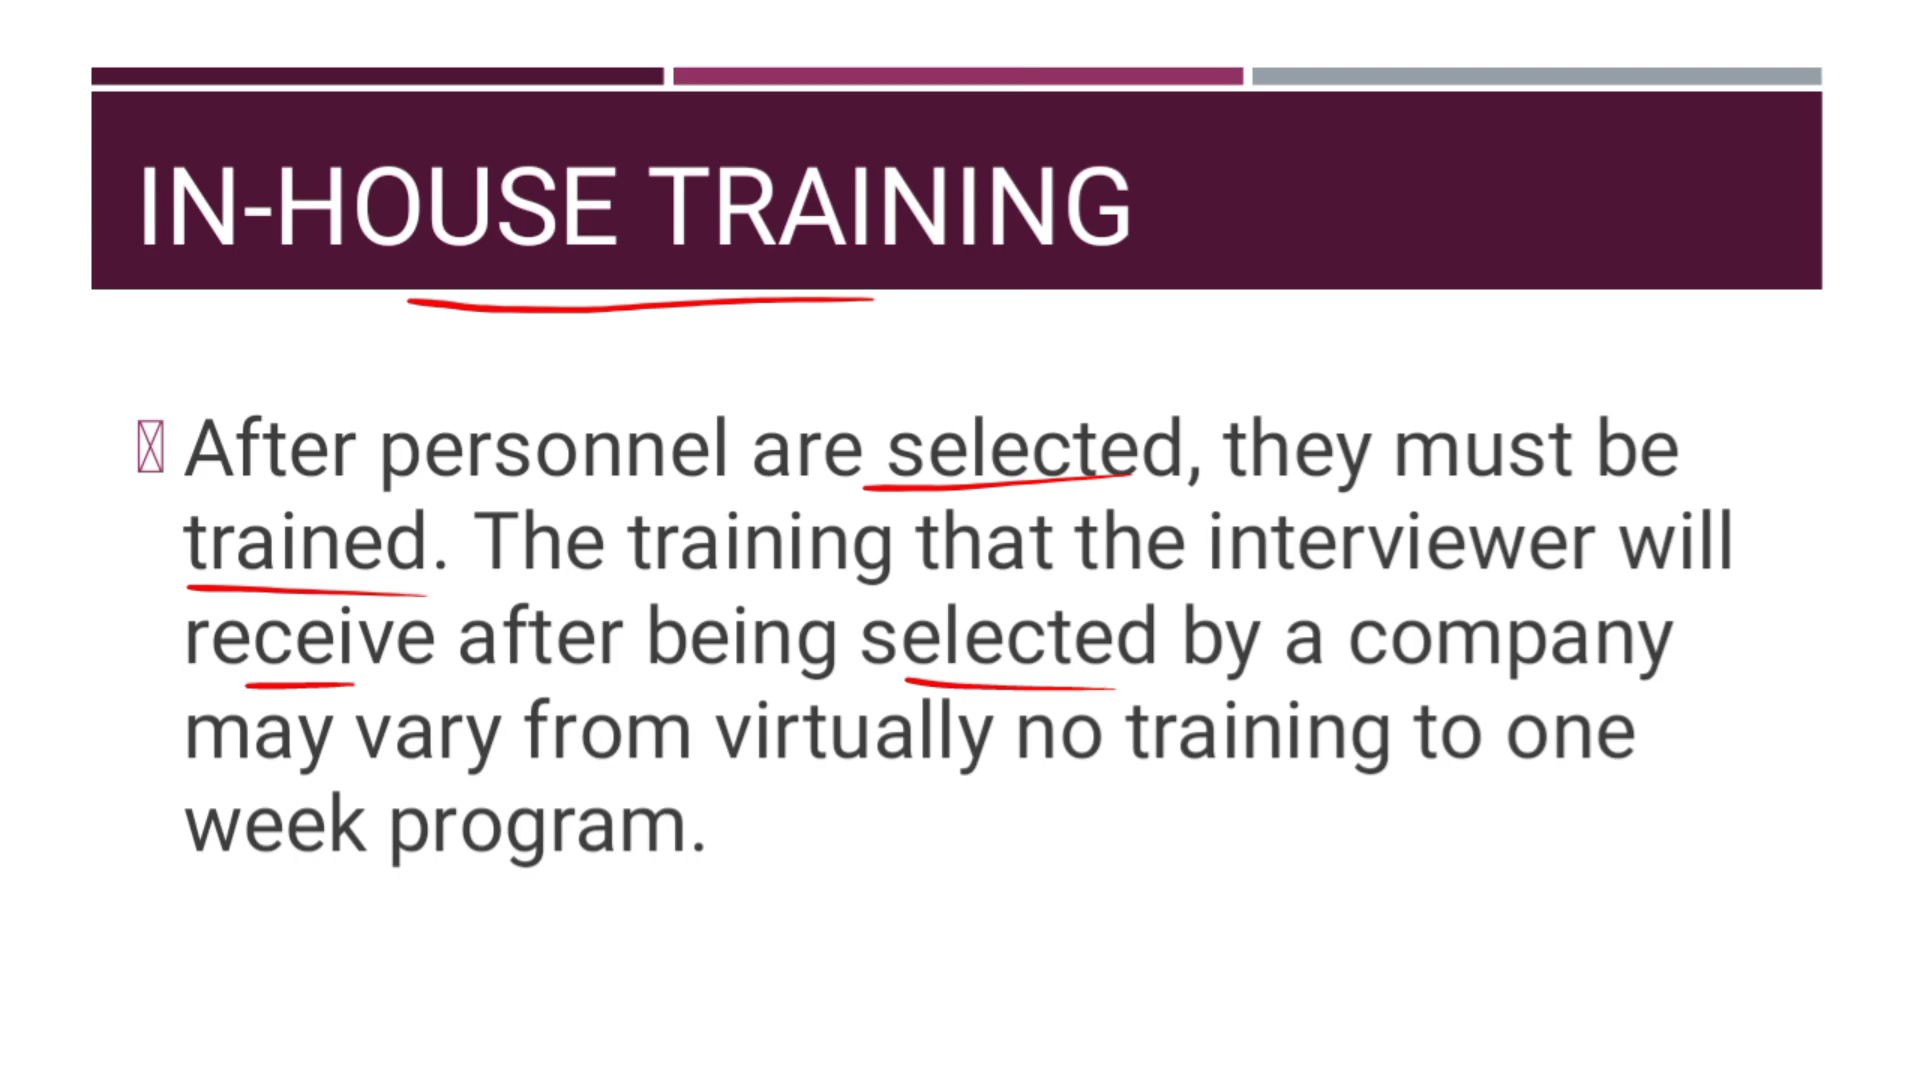 IN-HOUSE TRAINING
After personnel are selected, they must be
trained. The training that the interviewer will
receive after being selected by a company
may vary from virtually no training to one
week program.